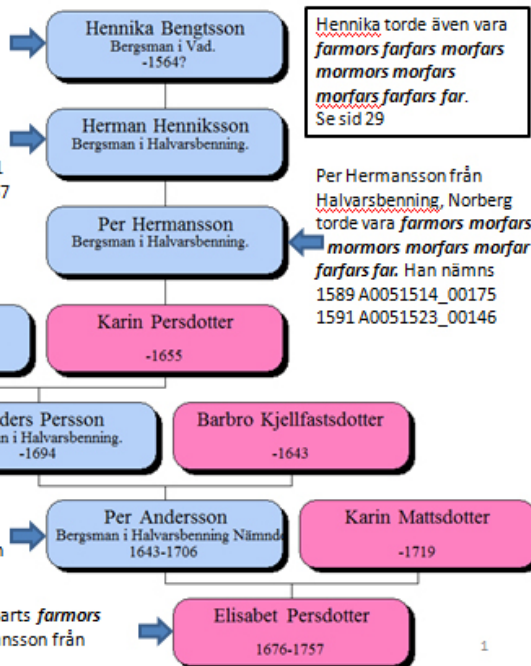 Hennika Bengtsson
Bergsman i Vad.
-1564?
Hennika torde även vara
farmors farfars morfars
mormors morfars
morfars farfars far.
Se sid 29
Herman Henniksson
Bergsman i Halvarsbenning.
Per Hermansson
Bergsman i Halvarsbenning.
Per Hermansson från
Halvarsbenning, Norberg
torde vara farmors morfars
mormors morfars morfar
farfars far. Han nämns
1589 A0051514_00175
1591 A0051523_00146
Karin Persdotter
-1655
ders Persson
n i Halvarsbenning.
-1694
Barbro Kjellfastsdotter
-1643
Per Andersson
Bergsman i Halvarsbenning Nämnde
1643-1706
Karin Mattsdotter
-1719
arts farmors
nsson från
Elisabet Persdotter
1676-1757
1